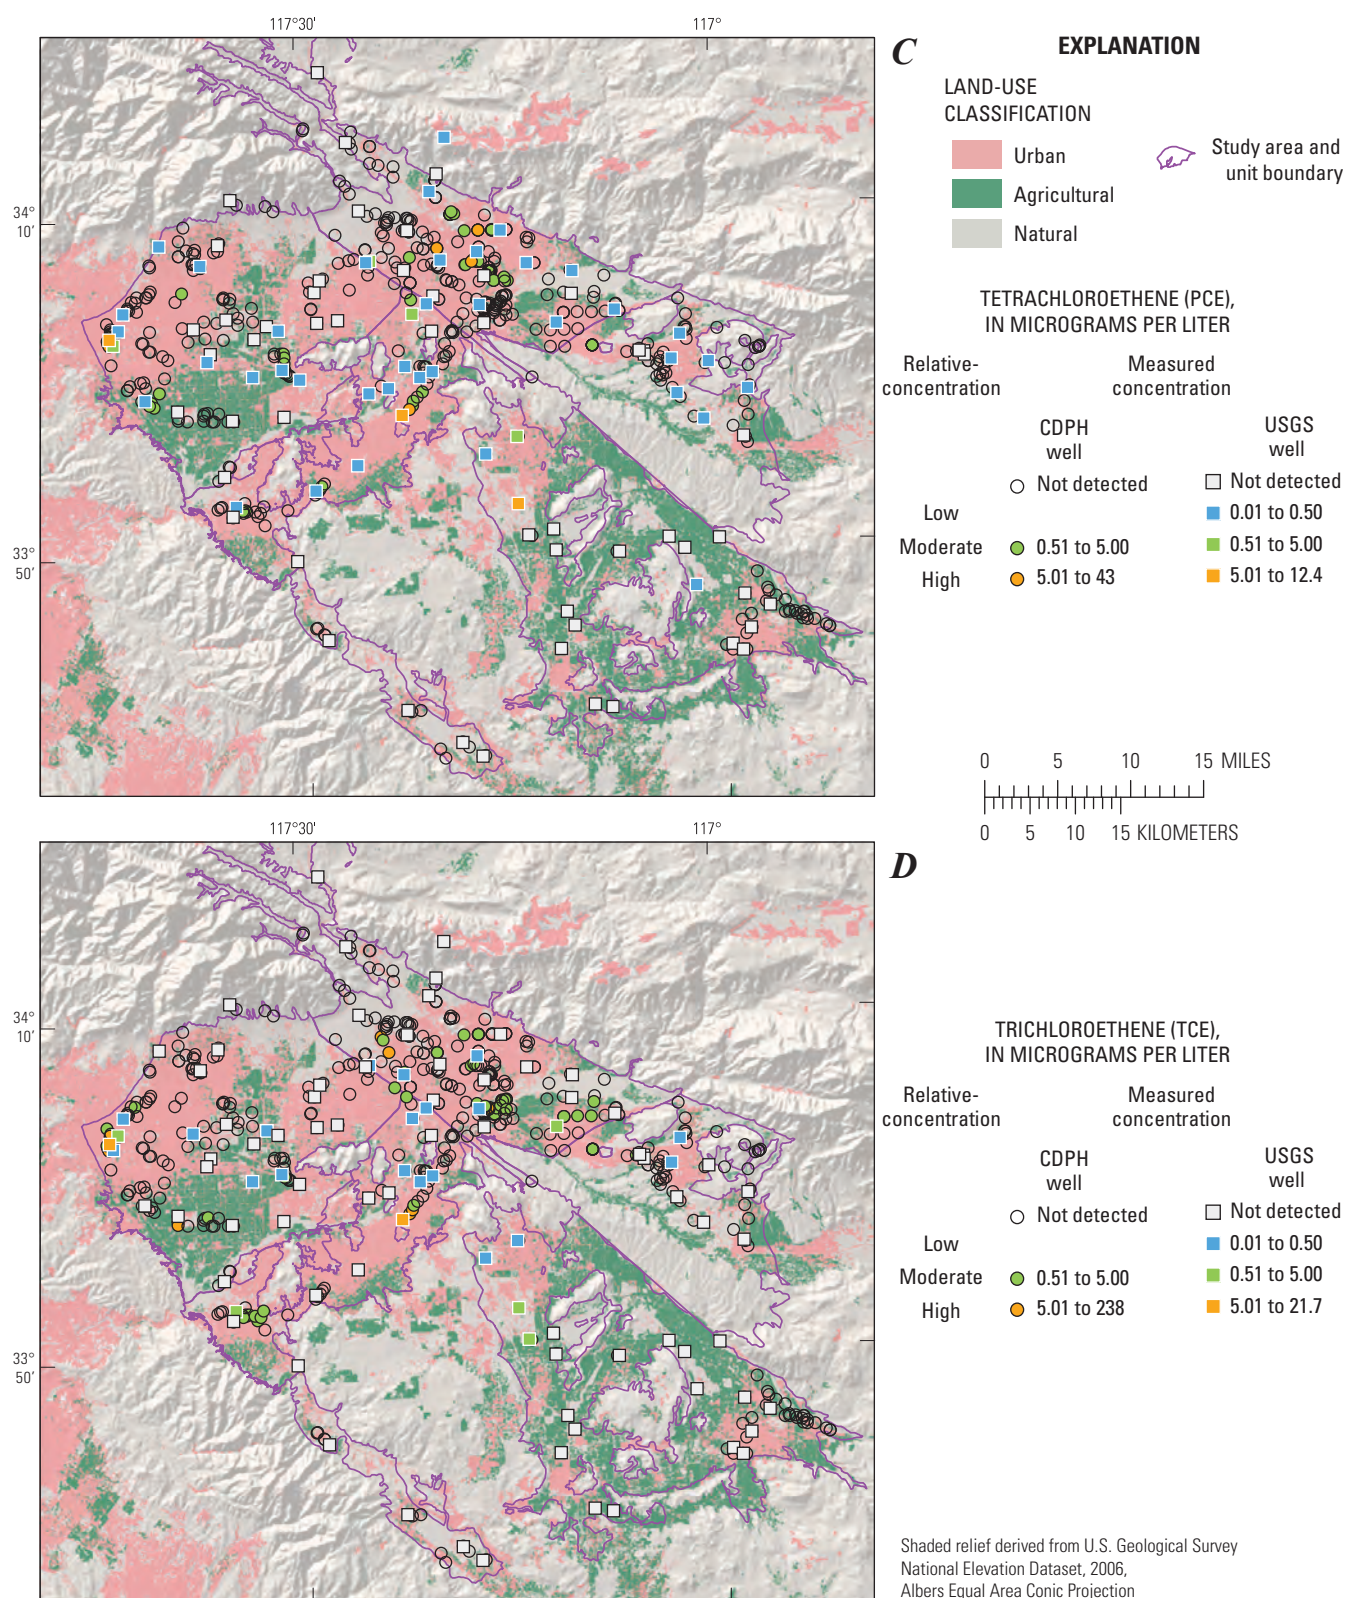 117°30′
117°
34°
10′
33°
50′
C
EXPLANATION
LAND-USE
CLASSIFICATION
Urban
Agricultural
Natural
Study area and
unit boundary
TETRACHLOROETHENE (PCE),
IN MICROGRAMS PER LITER
Relative-
concentration
Measured
concentration
CDPH
well
USGS
well
Not detected
Not detected
Low
0.01 to 0.50
Moderate
0.51 to 5.00
0.51 to 5.00
High
5.01 to 43
5.01 to 12.4
0 5 10 15 MILES
0 5 10 15 KILOMETERS
117°30′
117°
34°
10′
33°
50′
D
TRICHLOROETHENE (TCE),
IN MICROGRAMS PER LITER
Relative-
concentration
Measured
concentration
CDPH
well
USGS
well
Not detected
Not detected
Low
0.01 to 0.50
Moderate
0.51 to 5.00
0.51 to 5.00
High
5.01 to 238
5.01 to 21.7
Shaded relief derived from U.S. Geological Survey
National Elevation Dataset, 2006,
Albers Equal Area Conic Projection